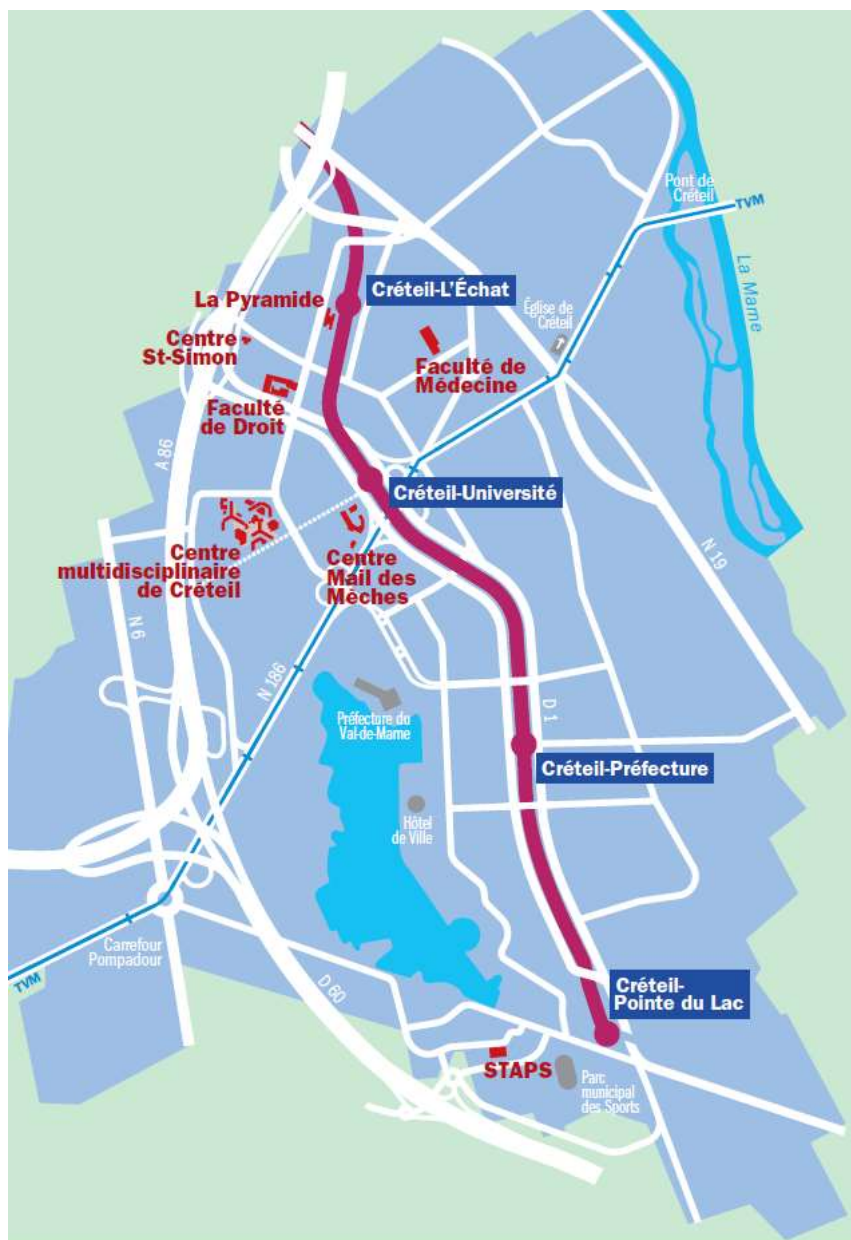 Pont de
Créteil
TVM
La Marne
Créteil-L'Échat
La Pyramide
Église de
Créteil
Centre
St-Simon
Faculté de
Médecine
Faculté
de Droit
A 86
Créteil-Université
Centre
multidisciplinaire
de Créteil
Centre
Mail des
Mèches
N 19
N 6
N 186
D 1
Préfecture du
Val-de-Marne
Créteil-Préfecture
Hôtel
de Ville
Carrefour
Pompadour
TVM
D 60
Créteil-
Pointe du Lac
STAPS
Parc
municipal
des Sports